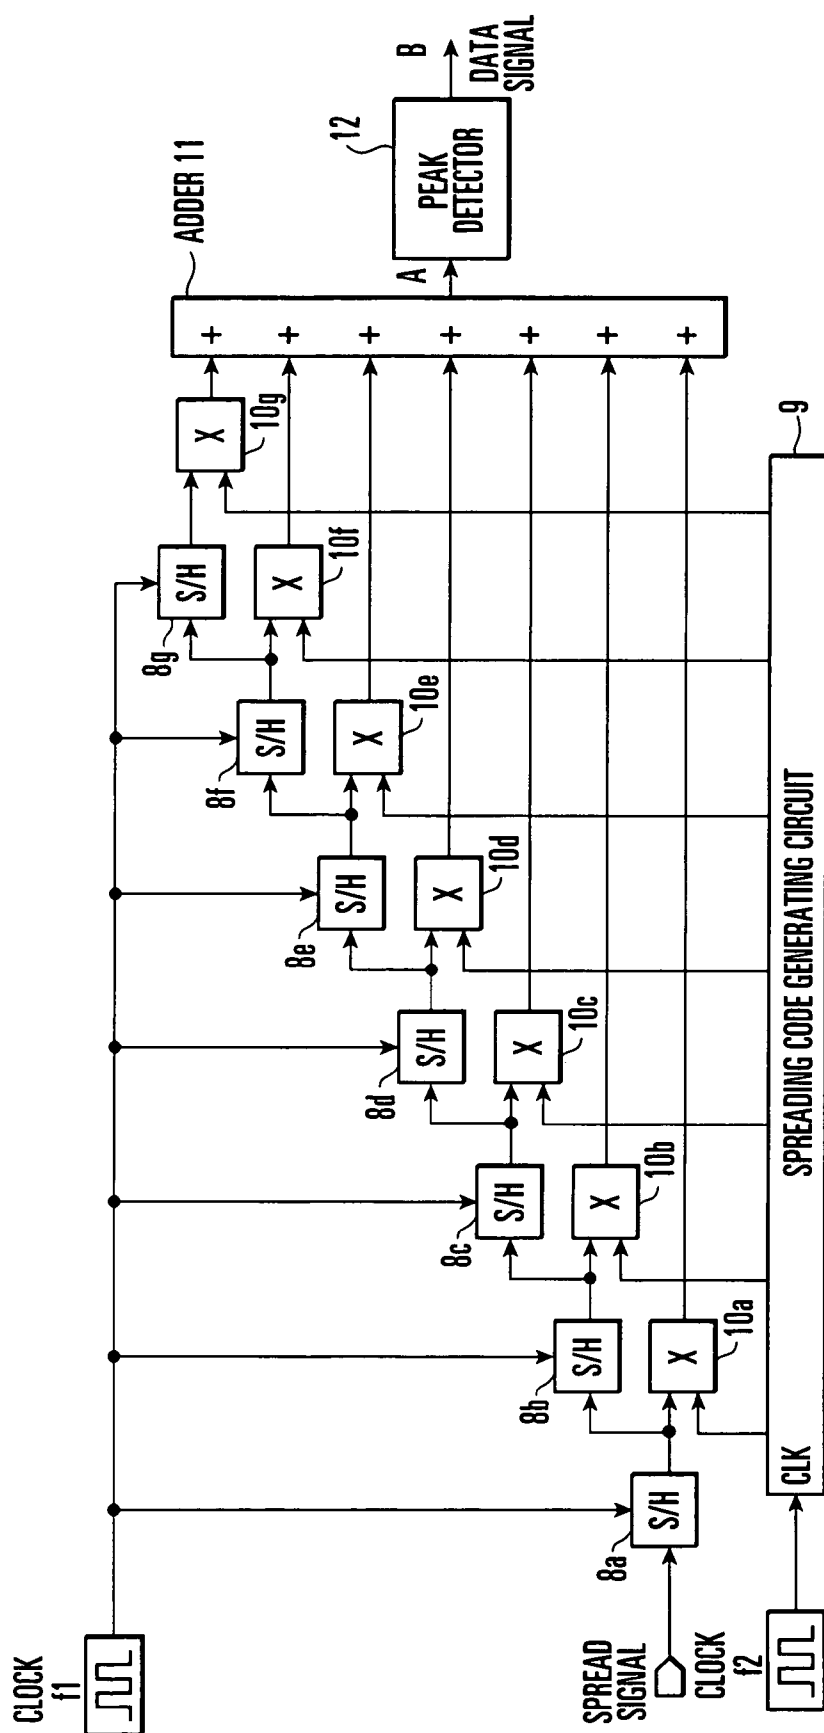 CLOCK
f1
SPREAD
SIGNAL
CLOCK
f2
8a
S/H
CLK
8b
S/H
X
10a
8c
S/H
X
10b
8d
S/H
X
10c
8e
S/H
X
10d
8f
S/H
X
10e
8g
S/H
X
10f
X
10g
SPREADING CODE GENERATING CIRCUIT
9
ADDER 11
+
+
+
+
+
+
+
A
PEAK
DETECTOR
12
B
DATA
SIGNAL